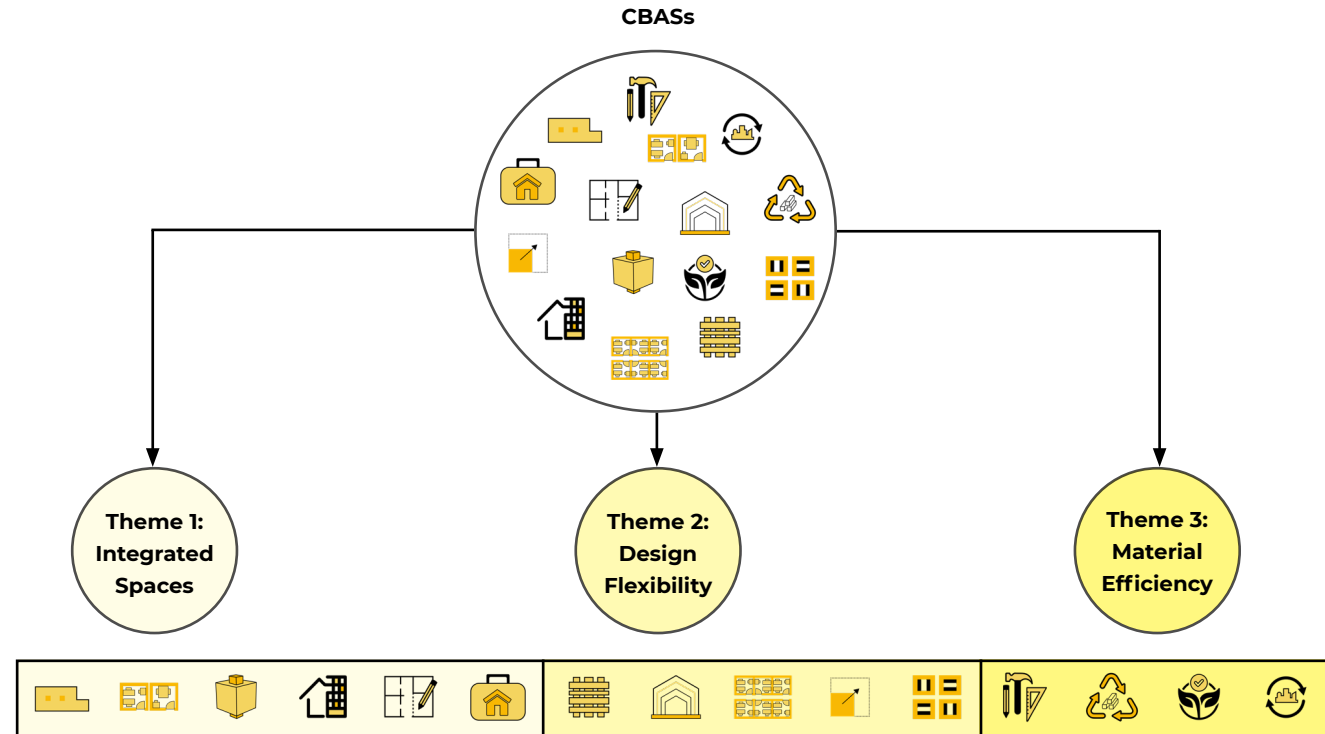 CBASs
Theme 1:
Integrated
Spaces
Theme 2:
Design
Flexibility
Theme 3:
Material
Efficiency